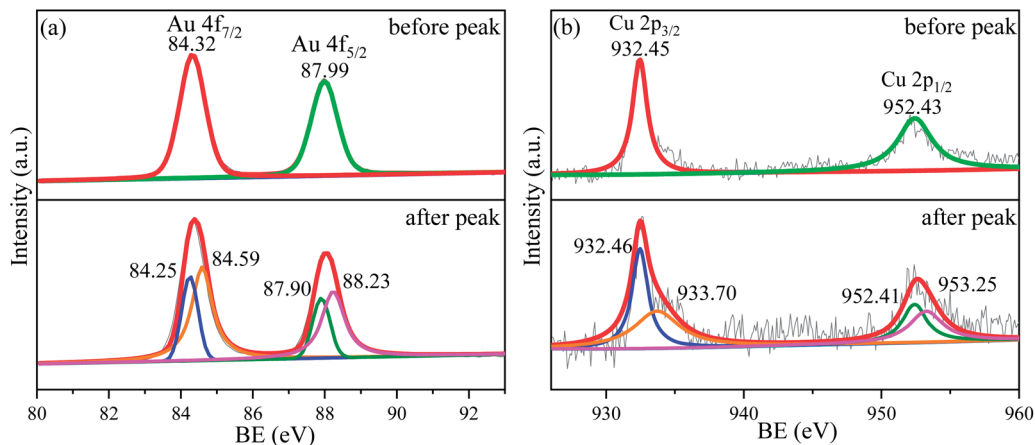 (a)
Au 4f7/2
84.32
Au 4f5/2
87.99
before peak
84.25
84.59
87.90
88.23
after peak
Intensity (a.u.)
80 82 84 86 88 90 92
BE (eV)
(b)
Cu 2p3/2
932.45
before peak
Cu 2p1/2
952.43
after peak
932.46
933.70
952.41
953.25
Intensity (a.u.)
930 940 950 960
BE (eV)